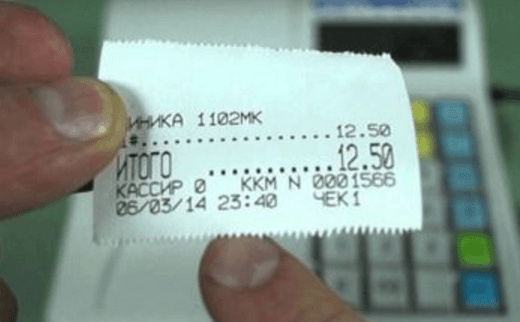 ИНИКА 1102МК
1#..........................12.50
ИТОГО ............12.50
КАССИР 0 ККМ N 0001566
06/03/14 23:40 ЧЕК1